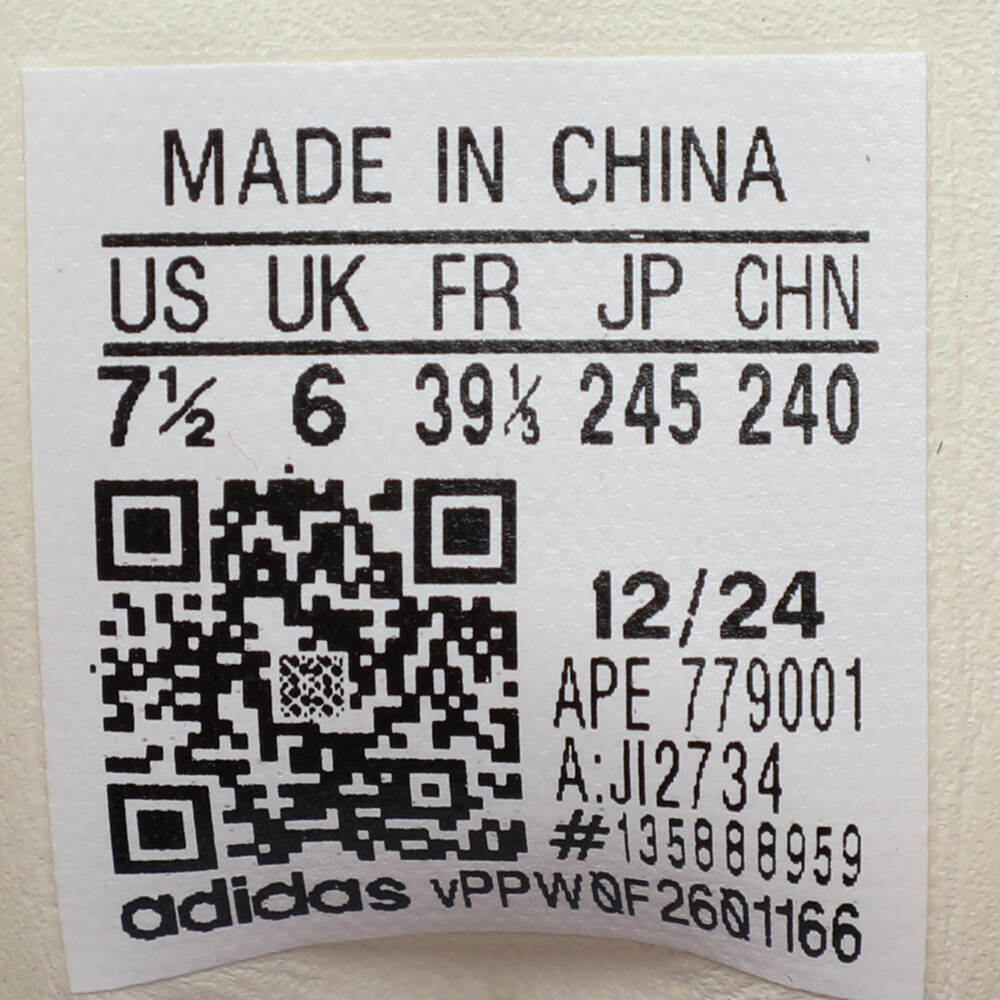 MADE IN CHINA
US UK FR JP CHN
7½ 6 39⅓ 245 240
12/24
APE 779001
A:JI2734
#135888959
adidas vPPWQF26Q1166